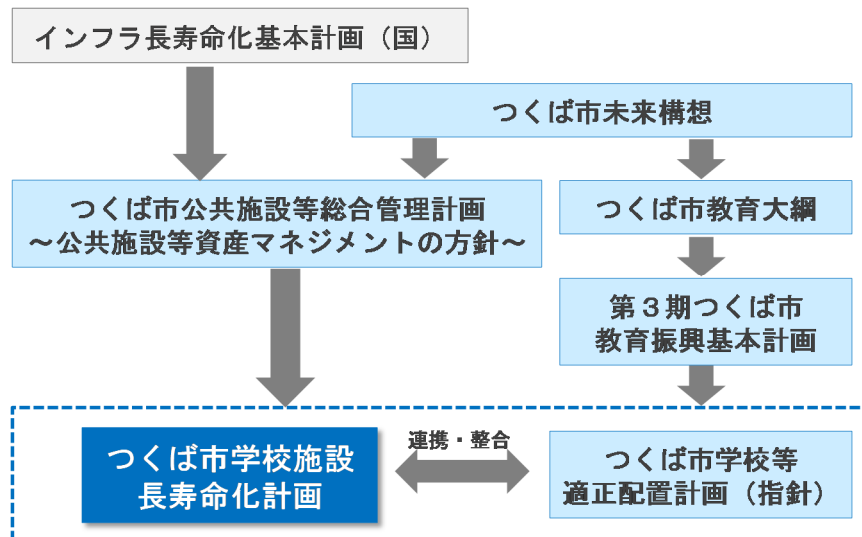 インフラ長寿命化基本計画（国）
つくば市未来構想
つくば市公共施設等総合管理計画
～公共施設等資産マネジメントの方針～
つくば市教育大綱
第３期つくば市
教育振興基本計画
つくば市学校施設
長寿命化計画
連携・整合
つくば市学校等
適正配置計画（指針）